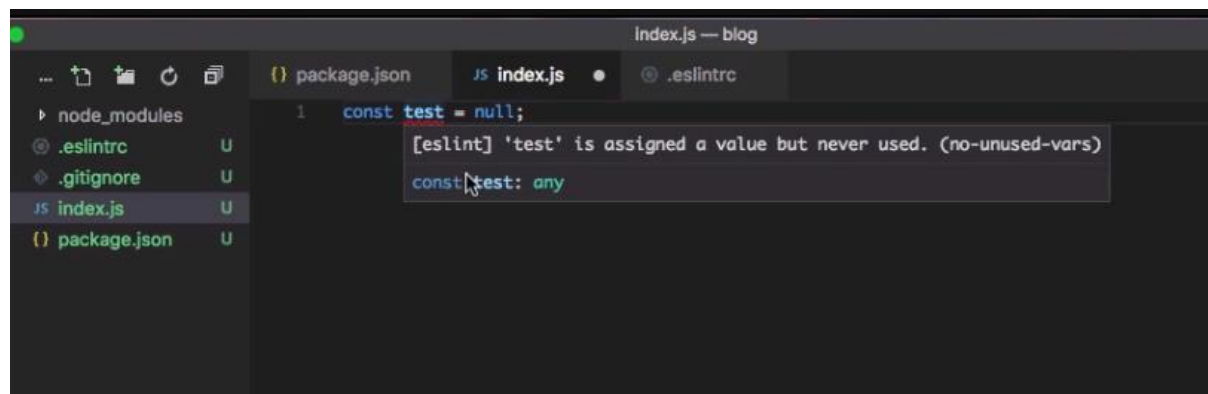 index.js — blog
...
{} package.json JS index.js ● .eslintrc
node_modules
.eslintrc U
.gitignore U
JS index.js U
{} package.json U
1 const test = null;
[eslint] 'test' is assigned a value but never used. (no-unused-vars)
const test: any